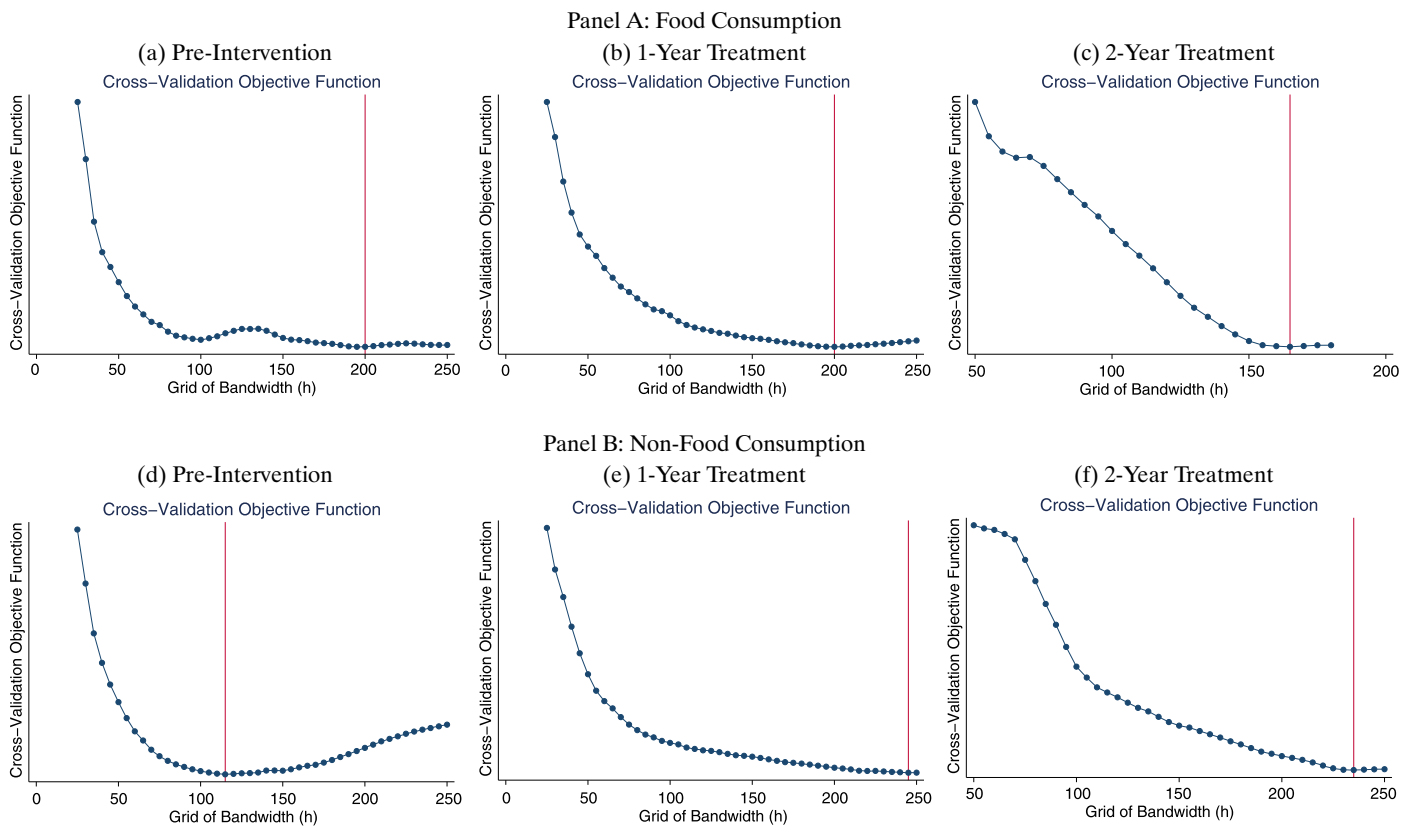 Panel A: Food Consumption
(a) Pre-Intervention
(b) 1-Year Treatment
(c) 2-Year Treatment
Cross−Validation Objective Function
Cross−Validation Objective Function
Cross−Validation Objective Function
Cross−Validation Objective Function
Cross−Validation Objective Function
Cross−Validation Objective Function
0 50 100 150 200 250
0 50 100 150 200 250
50 100 150 200
Grid of Bandwidth (h)
Grid of Bandwidth (h)
Grid of Bandwidth (h)
Panel B: Non-Food Consumption
(d) Pre-Intervention
(e) 1-Year Treatment
(f) 2-Year Treatment
Cross−Validation Objective Function
Cross−Validation Objective Function
Cross−Validation Objective Function
Cross−Validation Objective Function
Cross−Validation Objective Function
Cross−Validation Objective Function
0 50 100 150 200 250
0 50 100 150 200 250
50 100 150 200 250
Grid of Bandwidth (h)
Grid of Bandwidth (h)
Grid of Bandwidth (h)